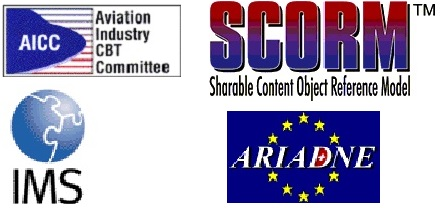 AICC
Aviation
Industry
CBT
Committee
SCORM™
Sharable Content Object Reference Model
IMS
ARIADNE